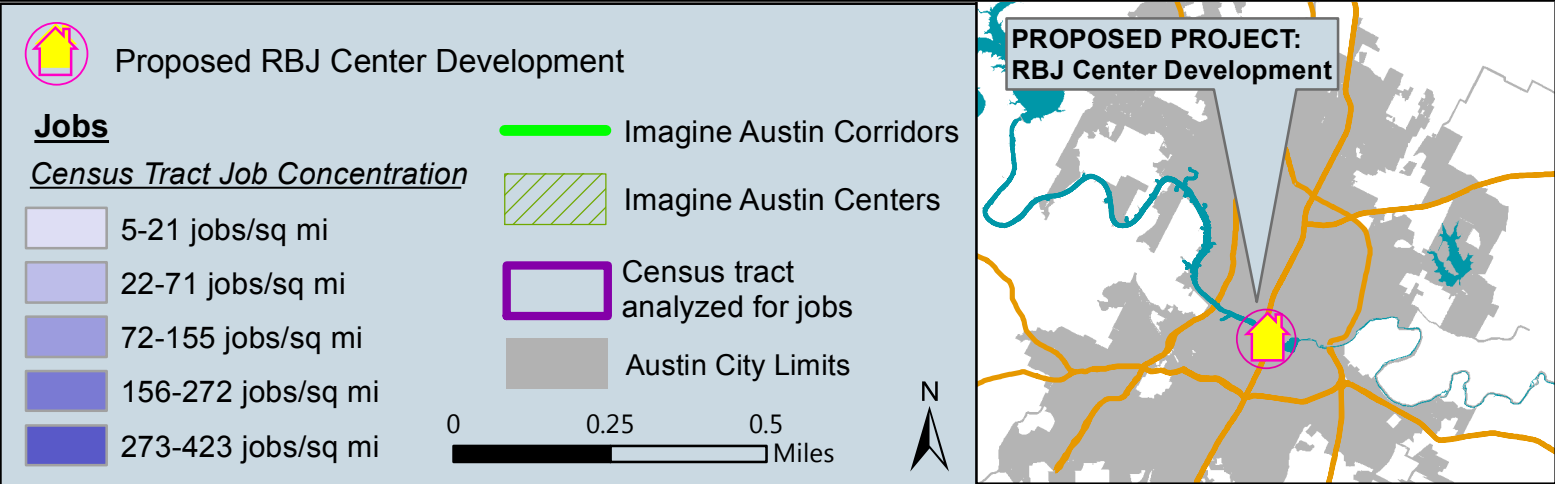 Proposed RBJ Center Development
Jobs
Census Tract Job Concentration
5-21 jobs/sq mi
22-71 jobs/sq mi
72-155 jobs/sq mi
156-272 jobs/sq mi
273-423 jobs/sq mi
Imagine Austin Corridors
Imagine Austin Centers
Census tract
analyzed for jobs
Austin City Limits
0 0.25 0.5
Miles
N
PROPOSED PROJECT:
RBJ Center Development